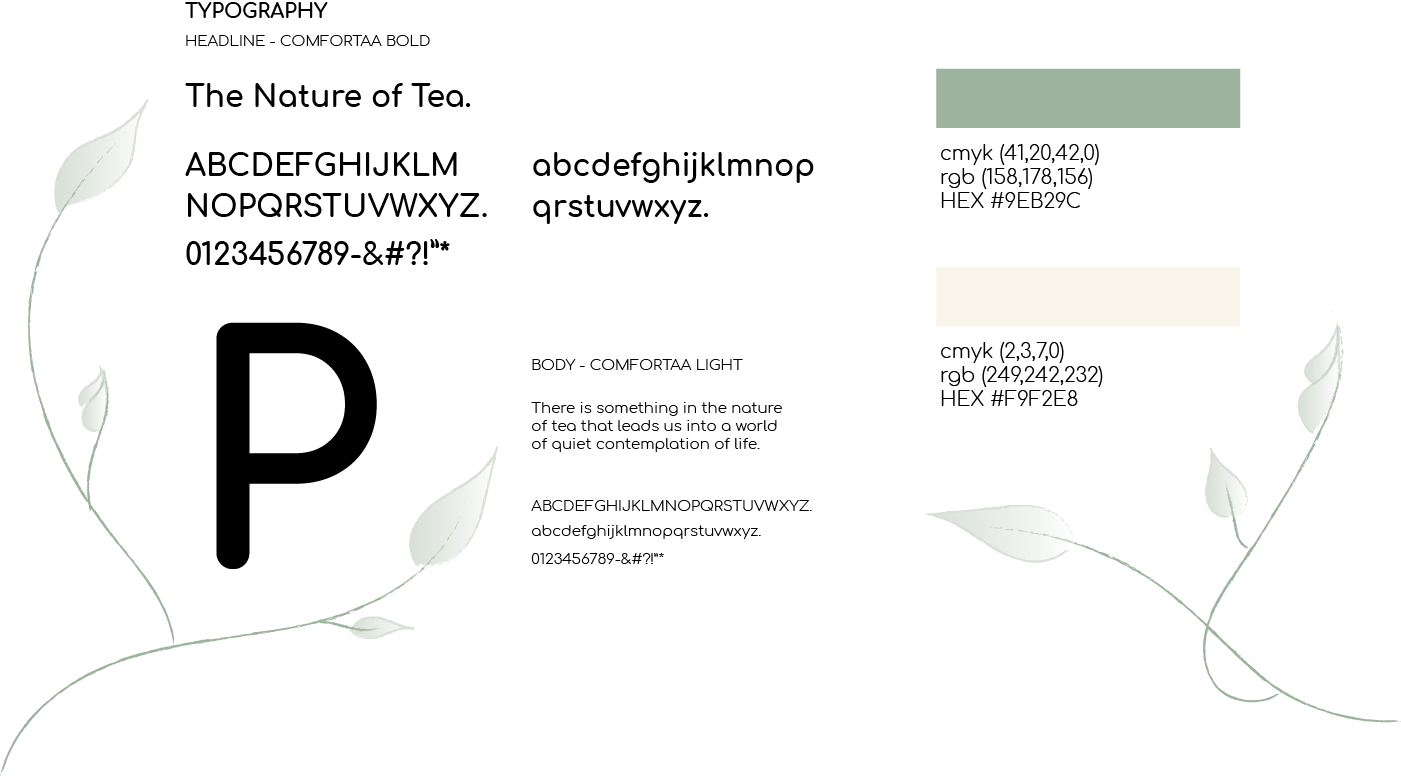 TYPOGRAPHY
HEADLINE - COMFORTAA BOLD
The Nature of Tea.
ABCDEFGHIJKLM
NOPQRSTUVWXYZ.
0123456789-&#?!”*
abcdefghijklmnop
qrstuvwxyz.
P
BODY - COMFORTAA LIGHT
There is something in the nature
of tea that leads us into a world
of quiet contemplation of life.
ABCDEFGHIJKLMNOPQRSTUVWXYZ.
abcdefghijklmnopqrstuvwxyz.
0123456789-&#?!”*
cmyk (41,20,42,0)
rgb (158,178,156)
HEX #9EB29C
cmyk (2,3,7,0)
rgb (249,242,232)
HEX #F9F2E8